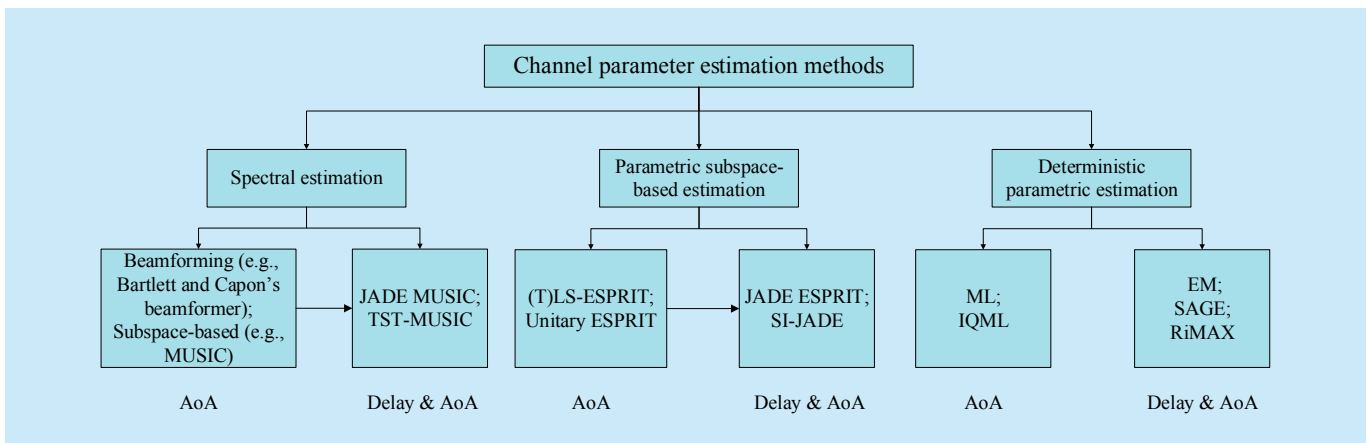 Channel parameter estimation methods
Spectral estimation
Parametric subspace-
based estimation
Deterministic
parametric estimation
Beamforming (e.g.,
Bartlett and Capon’s
beamformer);
Subspace-based (e.g.,
MUSIC)
JADE MUSIC;
TST-MUSIC
(T)LS-ESPRIT;
Unitary ESPRIT
JADE ESPRIT;
SI-JADE
ML;
IQML
EM;
SAGE;
RiMAX
AoA
Delay & AoA
AoA
Delay & AoA
AoA
Delay & AoA